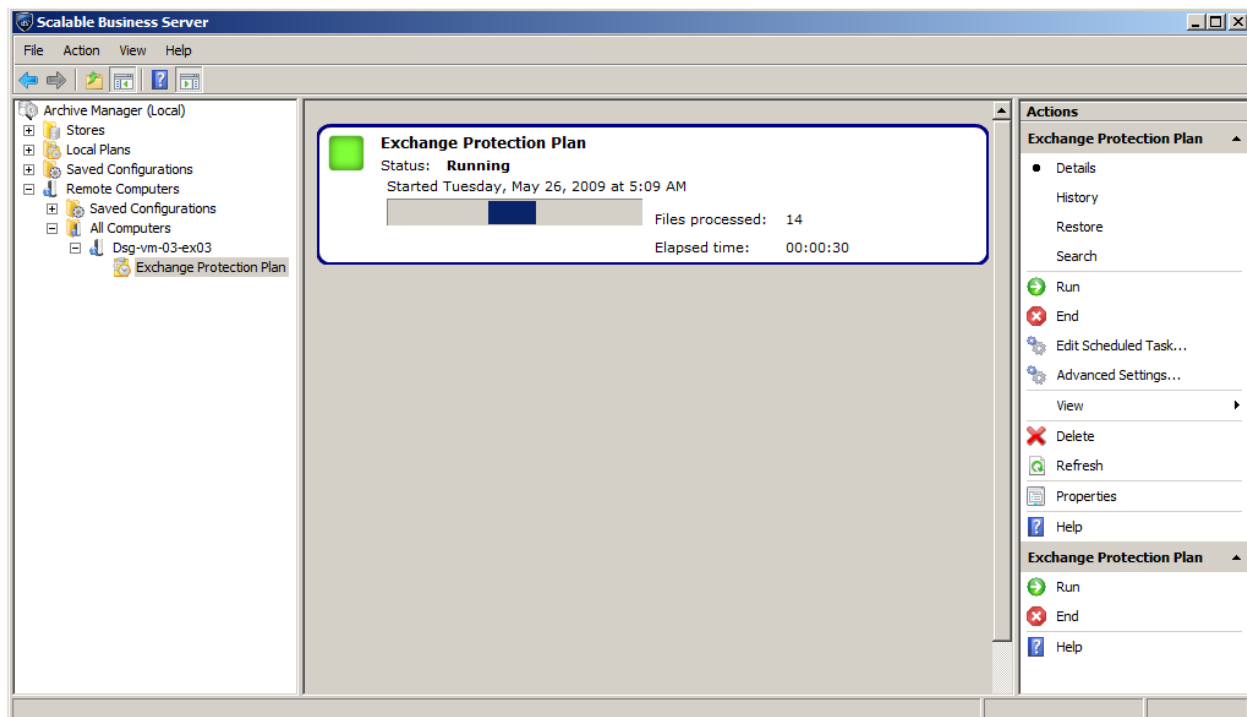 Scalable Business Server
File Action View Help
Archive Manager (Local)
Stores
Local Plans
Saved Configurations
Remote Computers
Saved Configurations
All Computers
Dsg-vm-03-ex03
Exchange Protection Plan
Exchange Protection Plan
Status: Running
Started Tuesday, May 26, 2009 at 5:09 AM
Files processed: 14
Elapsed time: 00:00:30
Actions
Exchange Protection Plan
Details
History
Restore
Search
Run
End
Edit Scheduled Task...
Advanced Settings...
View
Delete
Refresh
Properties
Help
Exchange Protection Plan
Run
End
Help